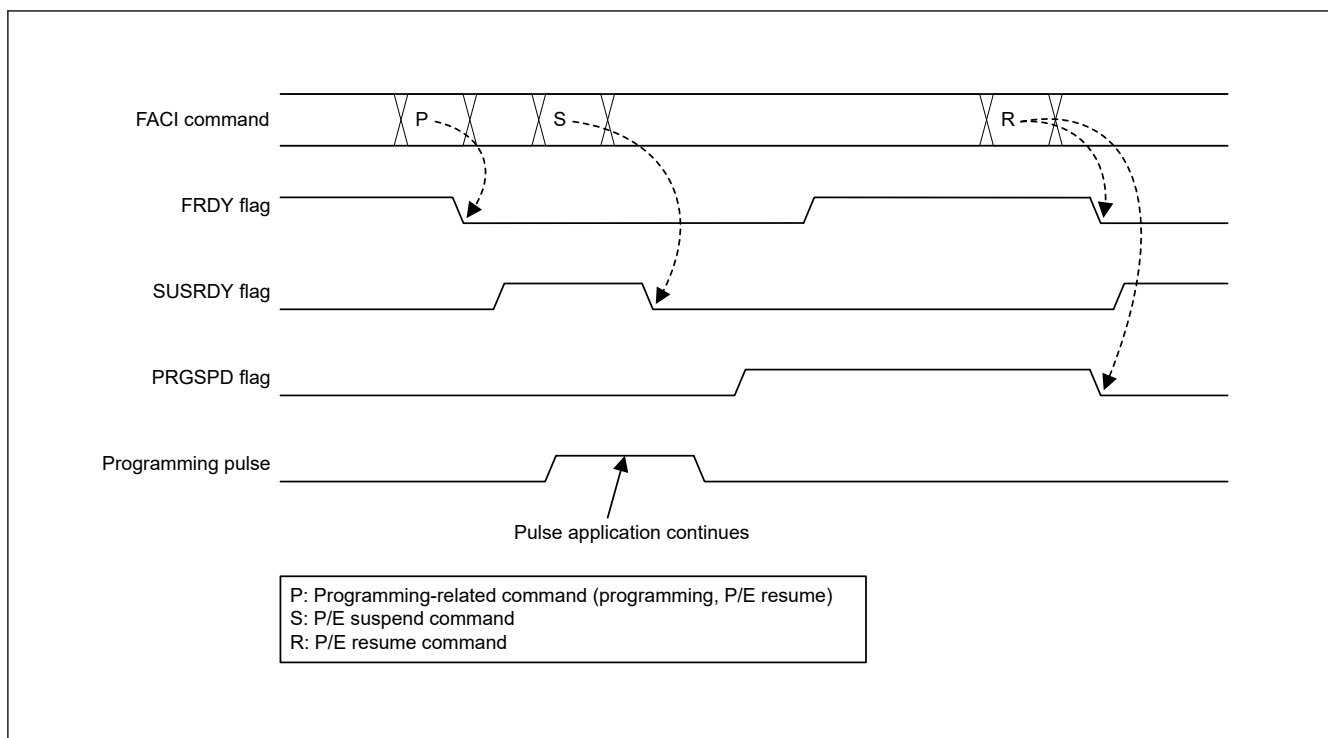 FACI command
P
S
R
FRDY flag
SUSRDY flag
PRGSPD flag
Programming pulse
Pulse application continues
P: Programming-related command (programming, P/E resume)
S: P/E suspend command
R: P/E resume command